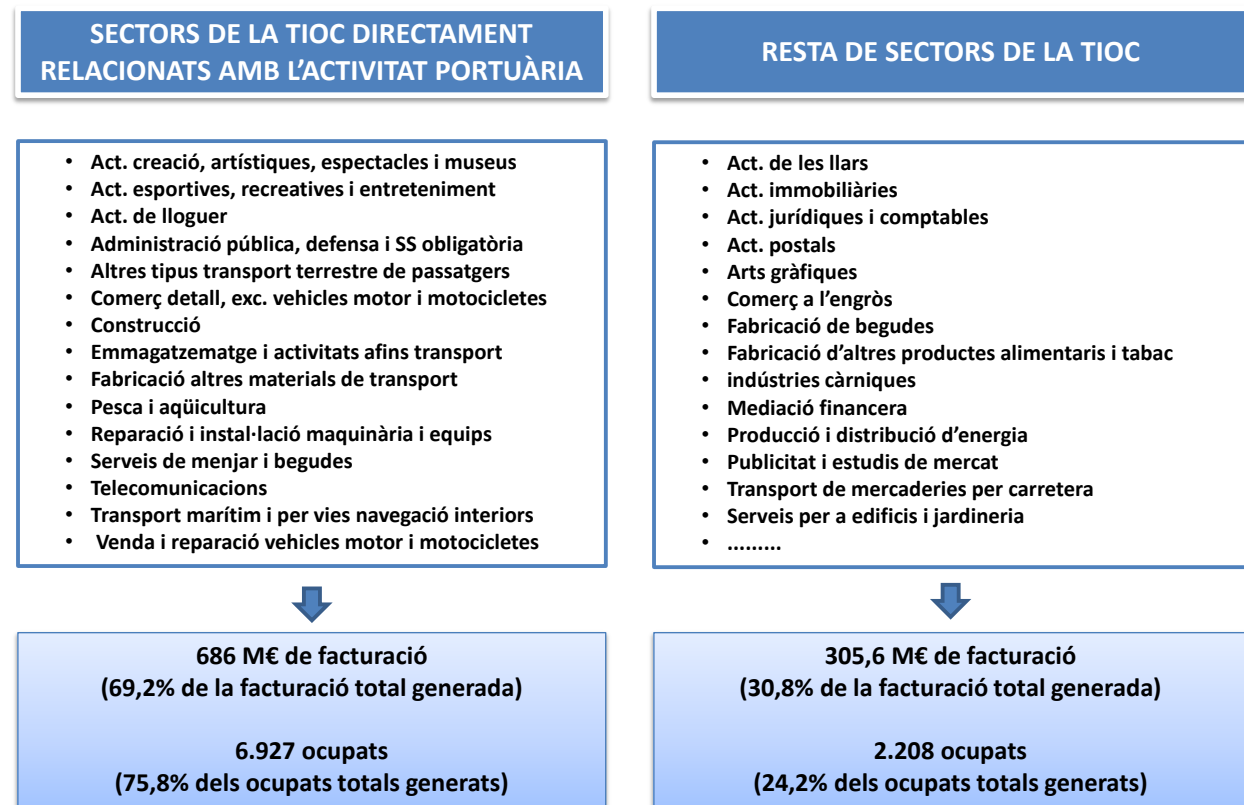 SECTORS DE LA TIOC DIRECTAMENT
RELACIONATS AMB L'ACTIVITAT PORTUÀRIA
• Act. creació, artístiques, espectacles i museus
• Act. esportives, recreatives i entreteniment
• Act. de lloguer
• Administració pública, defensa i SS obligatòria
• Altres tipus transport terrestre de passatgers
• Comerç detall, exc. vehicles motor i motocicletes
• Construcció
• Emmagatzematge i activitats afins transport
• Fabricació altres materials de transport
• Pesca i aqüicultura
• Reparació i instal·lació maquinària i equips
• Serveis de menjar i begudes
• Telecomunicacions
• Transport marítim i per vies navegació interiors
• Venda i reparació vehicles motor i motocicletes
686 M€ de facturació
(69,2% de la facturació total generada)
6.927 ocupats
(75,8% dels ocupats totals generats)
RESTA DE SECTORS DE LA TIOC
• Act. de les llars
• Act. immobiliàries
• Act. jurídiques i comptables
• Act. postals
• Arts gràfiques
• Comerç a l'engròs
• Fabricació de begudes
• Fabricació d'altres productes alimentaris i tabac
• indústries càrniques
• Mediació financera
• Producció i distribució d'energia
• Publicitat i estudis de mercat
• Transport de mercaderies per carretera
• Serveis per a edificis i jardineria
• .........
305,6 M€ de facturació
(30,8% de la facturació total generada)
2.208 ocupats
(24,2% dels ocupats totals generats)